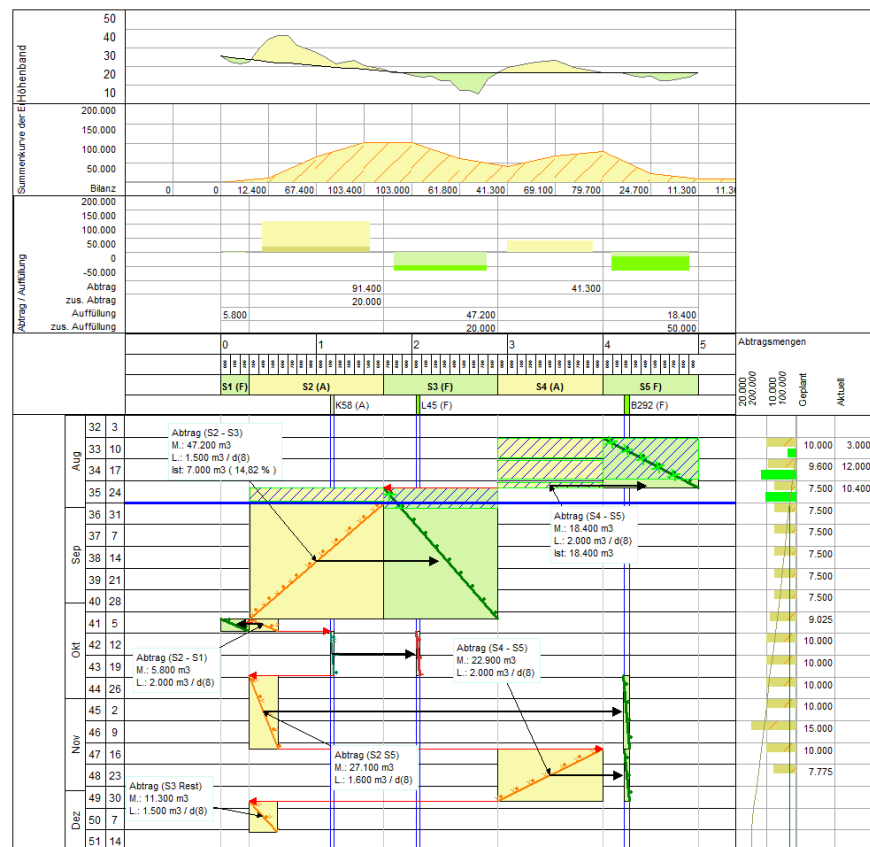 50
40
30
20
10
Höhenband
200.000
150.000
100.000
50.000
Bilanz
Summenkurve der
0 0 12.400 67.400 103.400 103.000 61.800 41.300 69.100 79.700 24.700 11.300
200.000
150.000
100.000
50.000
0
-50.000
Abtrag / Auffüllung
Abtrag 91.400 41.300
zus. Abtrag 20.000
Auffüllung 5.800 47.200 18.400
zus. Auffüllung 20.000 50.000
0 1 2 3 4 5
Abtragsmengen
S1 (F) S2 (A) S3 (F) S4 (A) S5 F)
K58 (A) L45 (F) B292 (F)
20.000
200.000
10.000
100.000
Geplant
Aktuell
Aug
32 3
33 10
34 17
35 24
Sep
36 31
37 7
38 14
39 21
40 28
Okt
41 5
42 12
43 19
44 26
Nov
45 2
46 9
47 16
48 23
Dez
49 30
50 7
51 14
Abtrag (S2 - S3)
M.: 47.200 m3
L.: 1.500 m3 / d(8)
Ist: 7.000 m3 ( 14,82 % )
Abtrag (S4 - S5)
M.: 18.400 m3
L.: 2.000 m3 / d(8)
Ist: 18.400 m3
Abtrag (S2 - S1)
M.: 5.800 m3
L.: 2.000 m3 / d(8)
Abtrag (S4 - S5)
M.: 22.900 m3
L.: 2.000 m3 / d(8)
Abtrag (S2 S5)
M.: 27.100 m3
L.: 1.600 m3 / d(8)
Abtrag (S3 Rest)
M.: 11.300 m3
L.: 1.500 m3 / d(8)
10.000 3.000
9.600 12.000
7.500 10.400
7.500
7.500
7.500
7.500
7.500
9.025
10.000
10.000
10.000
10.000
15.000
10.000
7.775